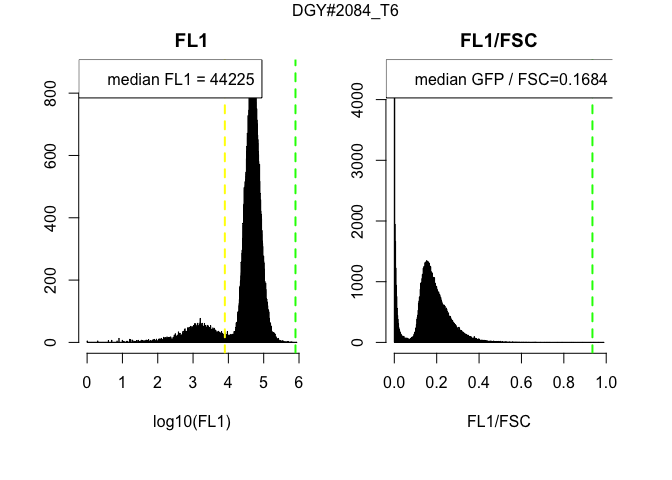 DGY#2084_T6
FL1
median FL1 = 44225
0
200
400
600
800
0 1 2 3 4 5 6
log10(FL1)
FL1/FSC
median GFP / FSC=0.1684
0
1000
2000
3000
4000
0.0 0.2 0.4 0.6 0.8 1.0
FL1/FSC